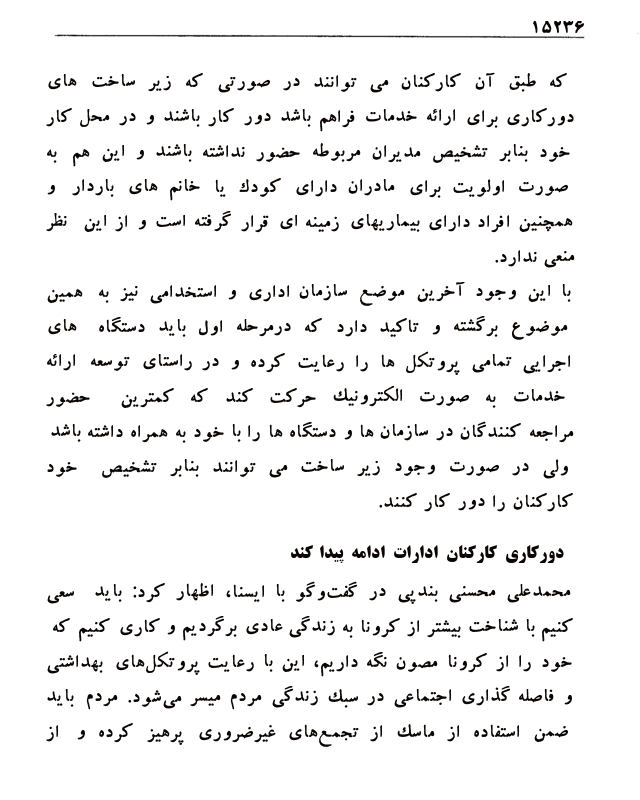 ۱۵۲۳۶
که طبق آن کارکنان می توانند در صورتی که زیر ساخت های
دورکاری برای ارائه خدمات فراهم باشد دور کار باشند و در محل کار
خود بنابر تشخیص مدیران مربوطه حضور نداشته باشند و این هم به
صورت اولویت برای مادران دارای کودک یا خانم های باردار و
همچنین افراد دارای بیماریهای زمینه ای قرار گرفته است و از این نظر
منعی ندارد.
با این وجود آخرین موضع سازمان اداری و استخدامی نیز به همین
موضوع برگشته و تاکید دارد که درمرحله اول باید دستگاه های
اجرایی تمامی پروتکل ها را رعایت کرده و در راستای توسعه ارائه
خدمات به صورت الکترونیک حرکت کند که کمترین حضور
مراجعه کنندگان در سازمان ها و دستگاه ها را با خود به همراه داشته باشد
ولی در صورت وجود زیر ساخت می توانند بنابر تشخیص خود
کارکنان را دور کار کنند.
دورکاری کارکنان ادارات ادامه پیدا کند
محمدعلی محسنی بندپی در گفت‌وگو با ایسنا، اظهار کرد: باید سعی
کنیم با شناخت بیشتر از کرونا به زندگی عادی برگردیم و کاری کنیم که
خود را از کرونا مصون نگه داریم، این با رعایت پروتکل‌های بهداشتی
و فاصله گذاری اجتماعی در سبک زندگی مردم میسر می‌شود. مردم باید
ضمن استفاده از ماسک از تجمع‌های غیرضروری پرهیز کرده و از